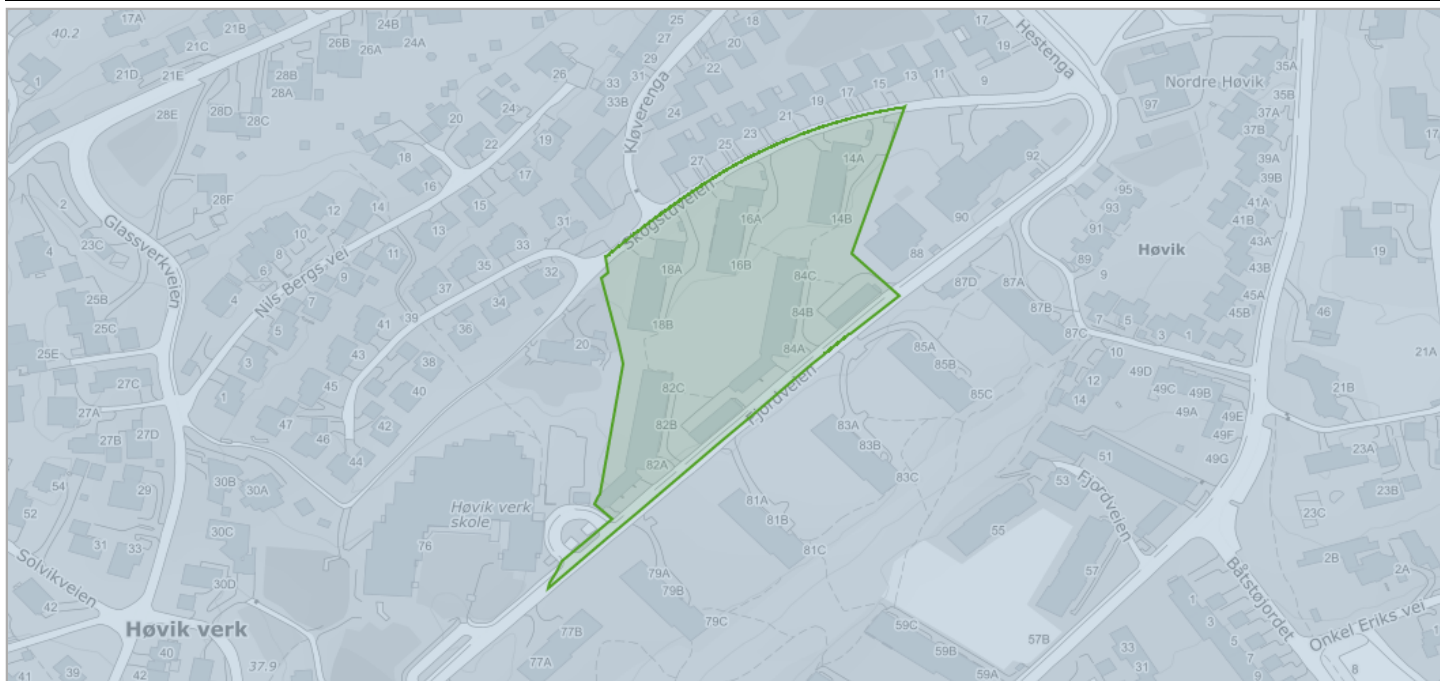 40.2
17A
21B
21C
21D
21E
1
24B
24A
26B
26A
28B
28A
28E
28D
28C
28F
26
24
20
22
19
18
16
17
15
Kløverenga
25
27
29
31
33
33B
18
20
22
24
27
25
23
21
19
17
15
13
11
9
17
19
Hestenga
Nordre Høvik
97
35A
35B
37A
37B
39A
39B
41A
41B
43A
43B
45A
45B
17
19
2
4
23C
Glassverkveien
Nils Bergs vei
12
14
10
8
6
4
13
11
9
7
5
3
1
31
33
35
37
39
41
43
45
47
46
44
42
40
38
36
34
32
20
25B
25C
25E
27C
27A
27B
27D
54
52
29
31
33
30B
30A
30C
30D
Skogstuveien
14A
14B
16A
16B
18A
18B
84C
84B
84A
82C
82B
82A
Fjordveien
92
90
88
95
93
91
89
9
Høvik
87D
87A
87B
87C
7
5
3
1
10
12
14
49D
49C
49B
49A
49E
49F
49G
46
21A
21B
85A
85B
85C
83A
83B
83C
81A
81B
81C
79A
79B
79C
77B
77A
Høvik verk
skole
76
51
53
55
57
57B
Fjordveien
59C
59B
59A
33
31
23A
23B
23C
2B
2A
Båtstøjordet
Onkel Eriks vei
1
3
5
7
9
8
Solvikveien
42
Høvik verk
37.9
40
42
41
39